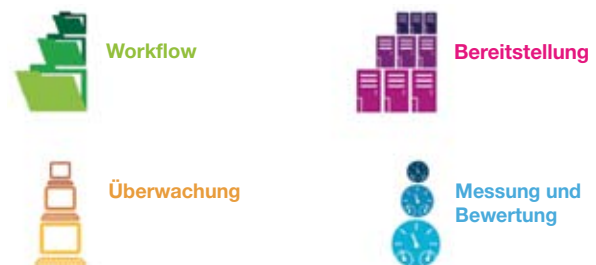 Workflow
Bereitstellung
Überwachung
Messung und
Bewertung